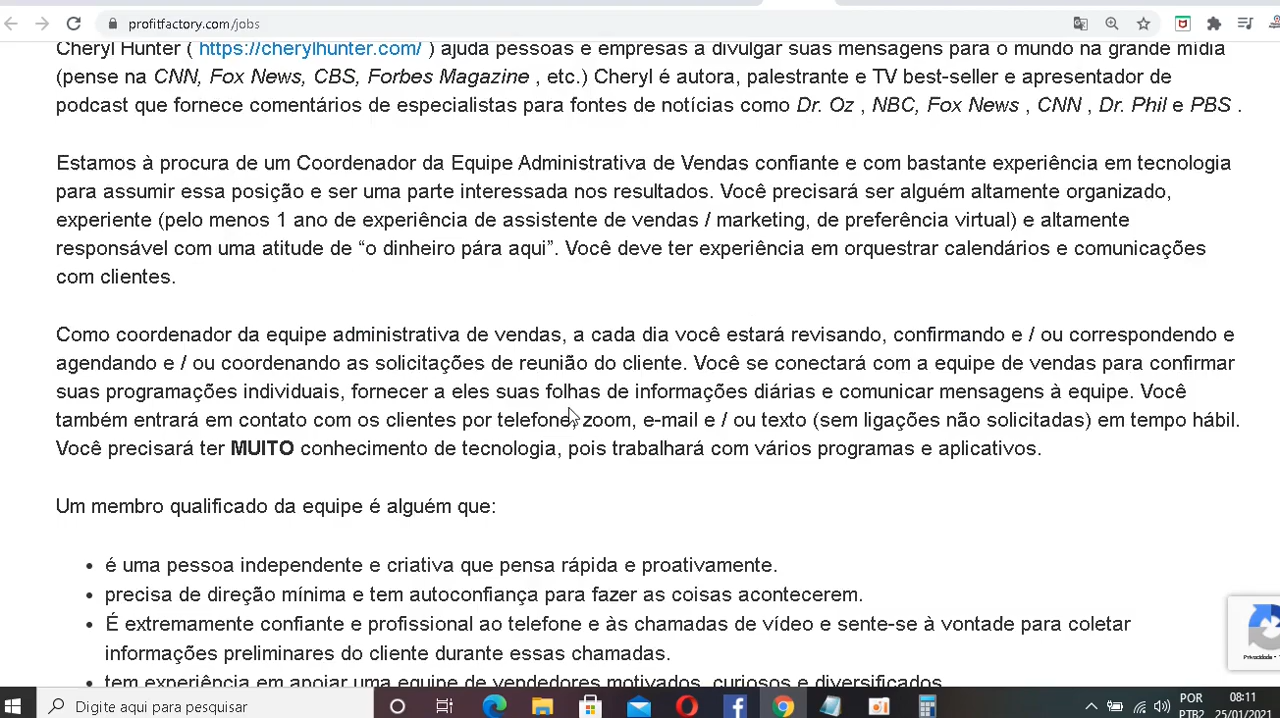 profitfactory.com/jobs
Cheryl Hunter ( https://cherylhunter.com/ ) ajuda pessoas e empresas a divulgar suas mensagens para o mundo na grande mídia
(pense na CNN, Fox News, CBS, Forbes Magazine , etc.) Cheryl é autora, palestrante e TV best-seller e apresentador de
podcast que fornece comentários de especialistas para fontes de notícias como Dr. Oz , NBC, Fox News , CNN , Dr. Phil e PBS .
Estamos à procura de um Coordenador da Equipe Administrativa de Vendas confiante e com bastante experiência em tecnologia
para assumir essa posição e ser uma parte interessada nos resultados. Você precisará ser alguém altamente organizado,
experiente (pelo menos 1 ano de experiência de assistente de vendas / marketing, de preferência virtual) e altamente
responsável com uma atitude de “o dinheiro pára aqui”. Você deve ter experiência em orquestrar calendários e comunicações
com clientes.
Como coordenador da equipe administrativa de vendas, a cada dia você estará revisando, confirmando e / ou correspondendo e
agendando e / ou coordenando as solicitações de reunião do cliente. Você se conectará com a equipe de vendas para confirmar
suas programações individuais, fornecer a eles suas folhas de informações diárias e comunicar mensagens à equipe. Você
também entrará em contato com os clientes por telefone, zoom, e-mail e / ou texto (sem ligações não solicitadas) em tempo hábil.
Você precisará ter MUITO conhecimento de tecnologia, pois trabalhará com vários programas e aplicativos.
Um membro qualificado da equipe é alguém que:
• é uma pessoa independente e criativa que pensa rápida e proativamente.
• precisa de direção mínima e tem autoconfiança para fazer as coisas acontecerem.
• É extremamente confiante e profissional ao telefone e às chamadas de vídeo e sente-se à vontade para coletar
informações preliminares do cliente durante essas chamadas.
• tem experiência em apoiar uma equipe de vendedores motivados, curiosos e diversificados
Privacidade
Digite aqui para pesquisar
POR
PTB2
08:11
25/01/2021